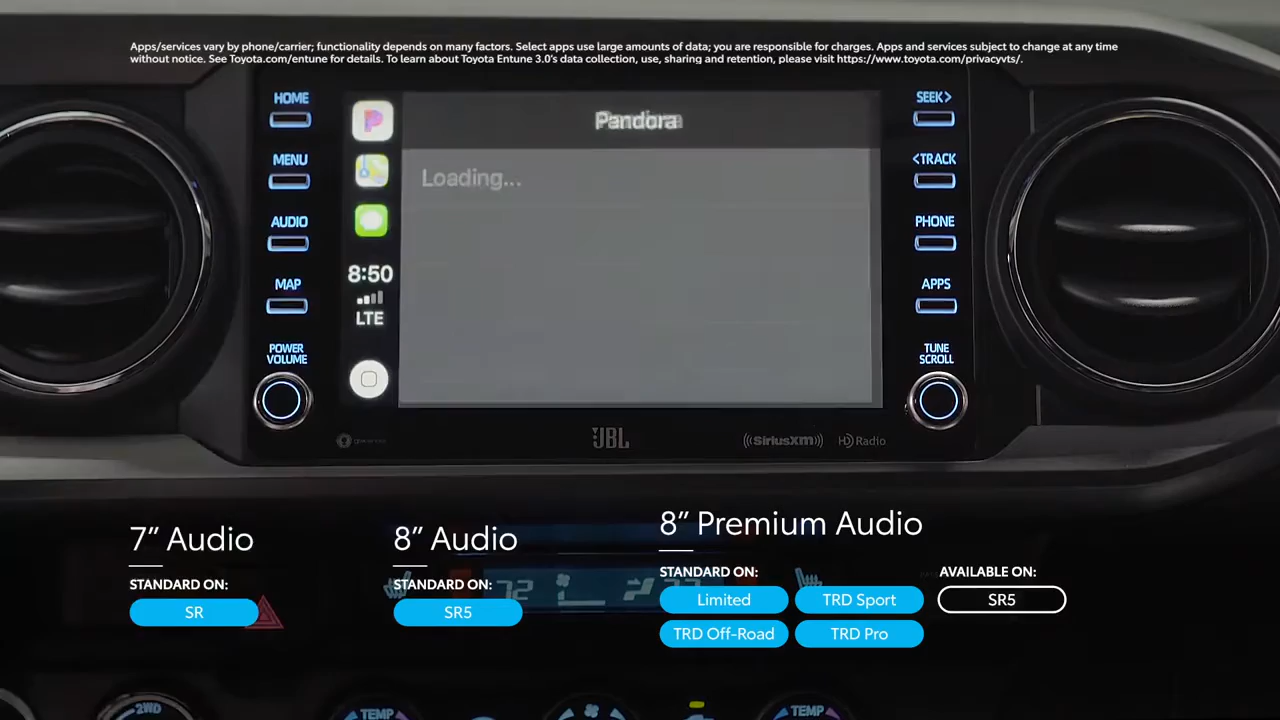 Apps/services vary by phone/carrier; functionality depends on many factors. Select apps use large amounts of data; you are responsible for charges. Apps and services subject to change at any time
without notice. See Toyota.com/entune for details. To learn about Toyota Entune 3.0's data collection, use, sharing and retention, please visit https://www.toyota.com/privacyvts/.
HOME
MENU
AUDIO
MAP
POWER
VOLUME
Pandora
Loading...
8:50
LTE
SEEK>
<TRACK
PHONE
APPS
TUNE
SCROLL
JBL
((SiriusXM))
HD Radio
7” Audio
STANDARD ON:
SR
8” Audio
STANDARD ON:
SR5
8” Premium Audio
STANDARD ON:
Limited
TRD Sport
TRD Off-Road
TRD Pro
AVAILABLE ON:
SR5
72
2WD
TEMP
TEMP